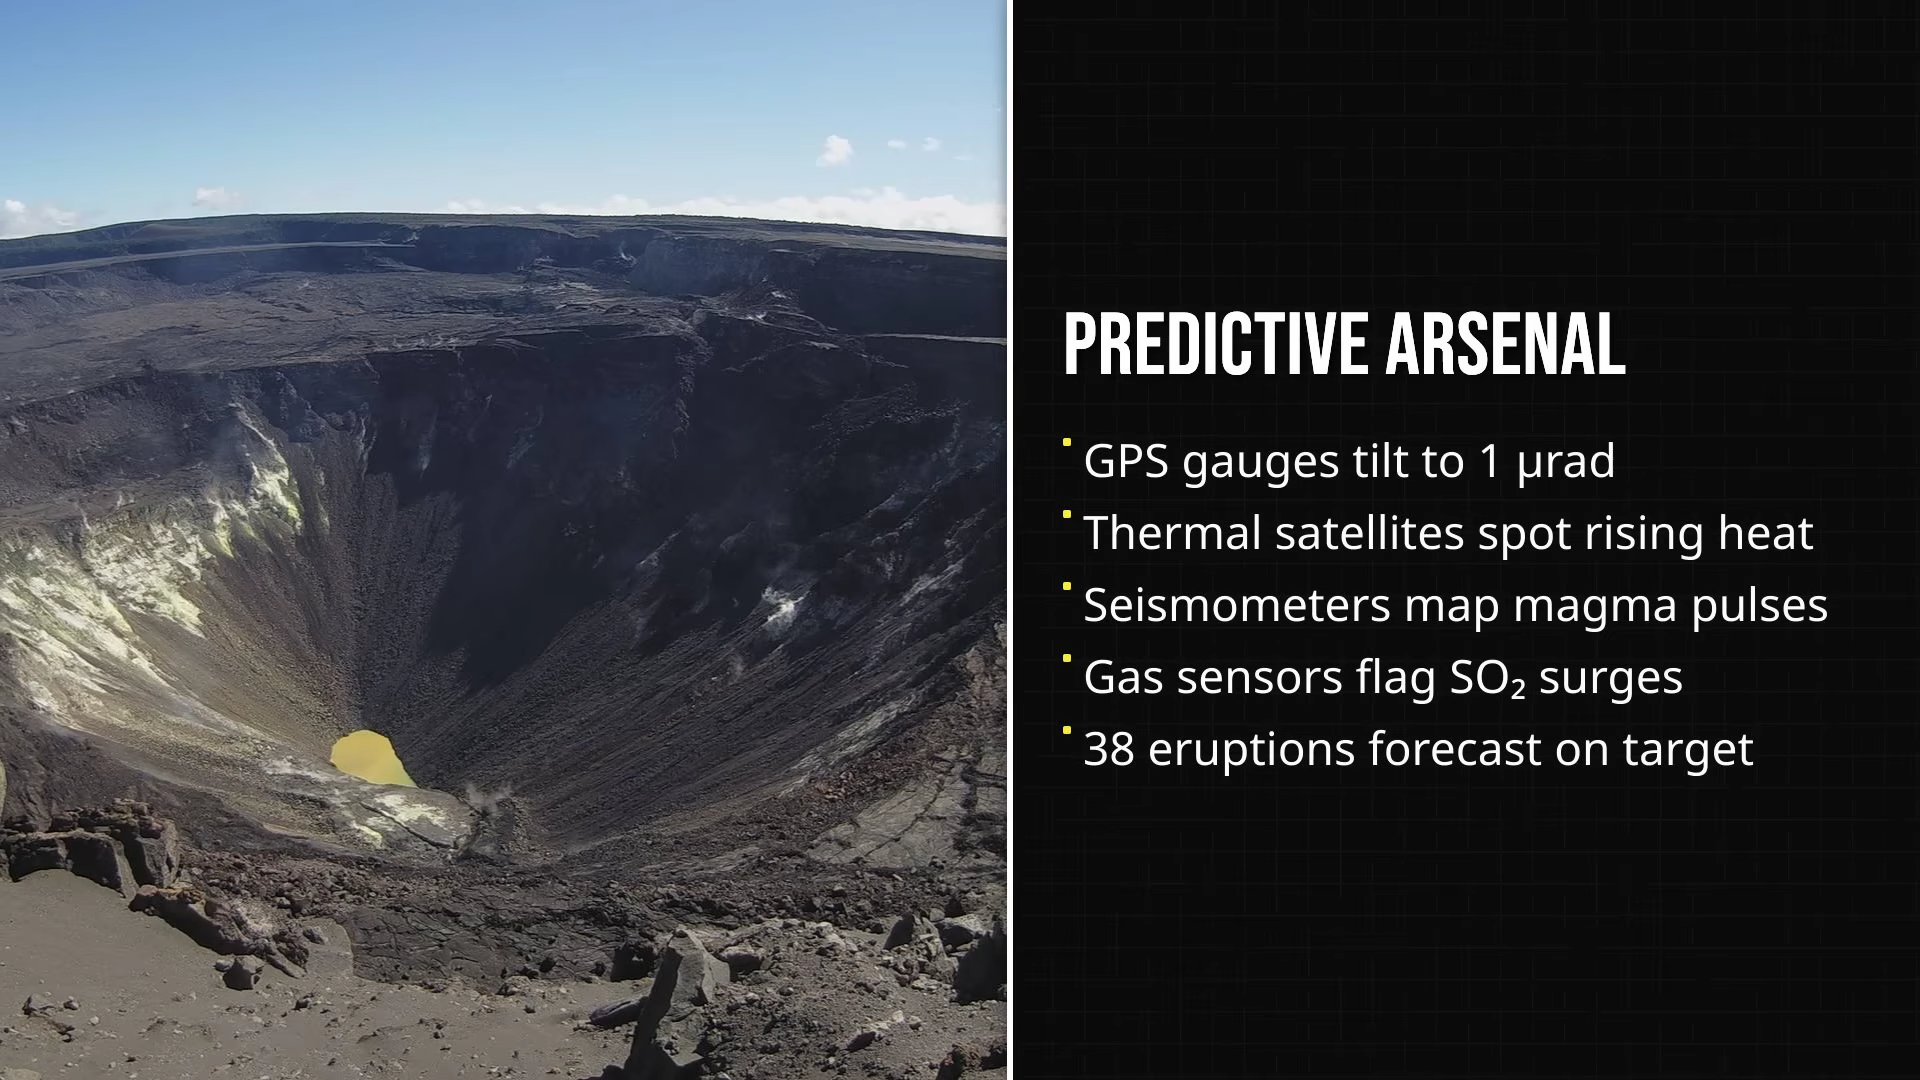 PREDICTIVE ARSENAL
GPS gauges tilt to 1 µrad
Thermal satellites spot rising heat
Seismometers map magma pulses
Gas sensors flag SO₂ surges
38 eruptions forecast on target